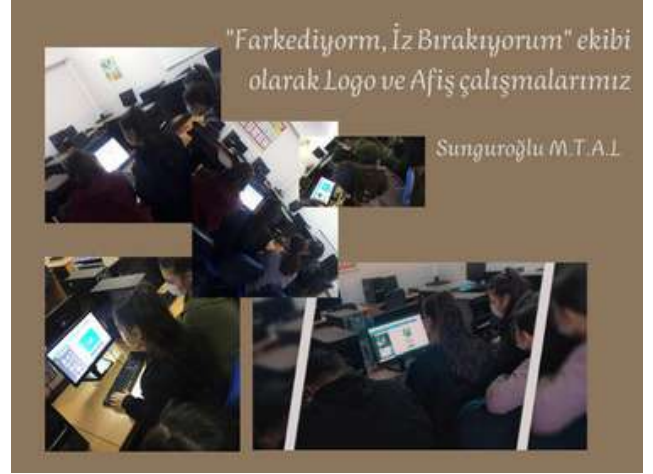 "Farkediyorm, İz Bırakıyorum" ekibi
olarak Logo ve Afiş çalışmalarımız
Sunguroğlu M.T.A.L